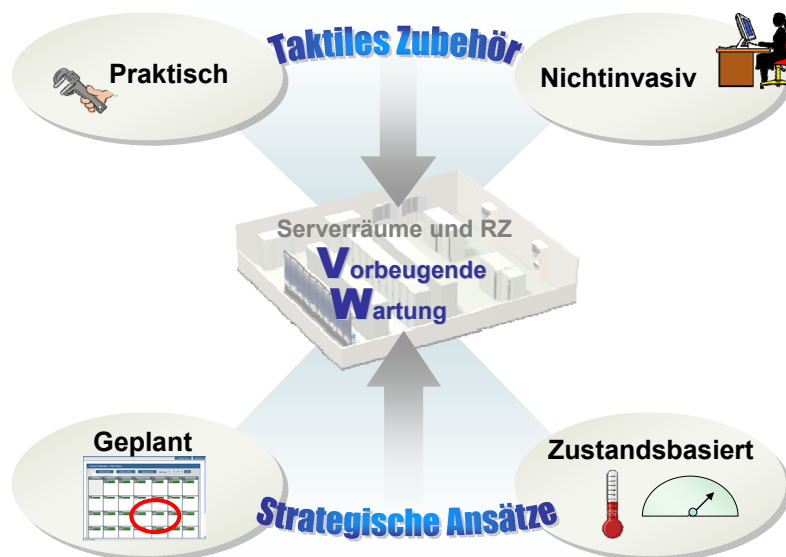 Taktiles Zubehör
Praktisch
Nichtinvasiv
Serverräume und RZ
Vorbeugende
Wartung
Geplant
Zustandsbasiert
Strategische Ansätze